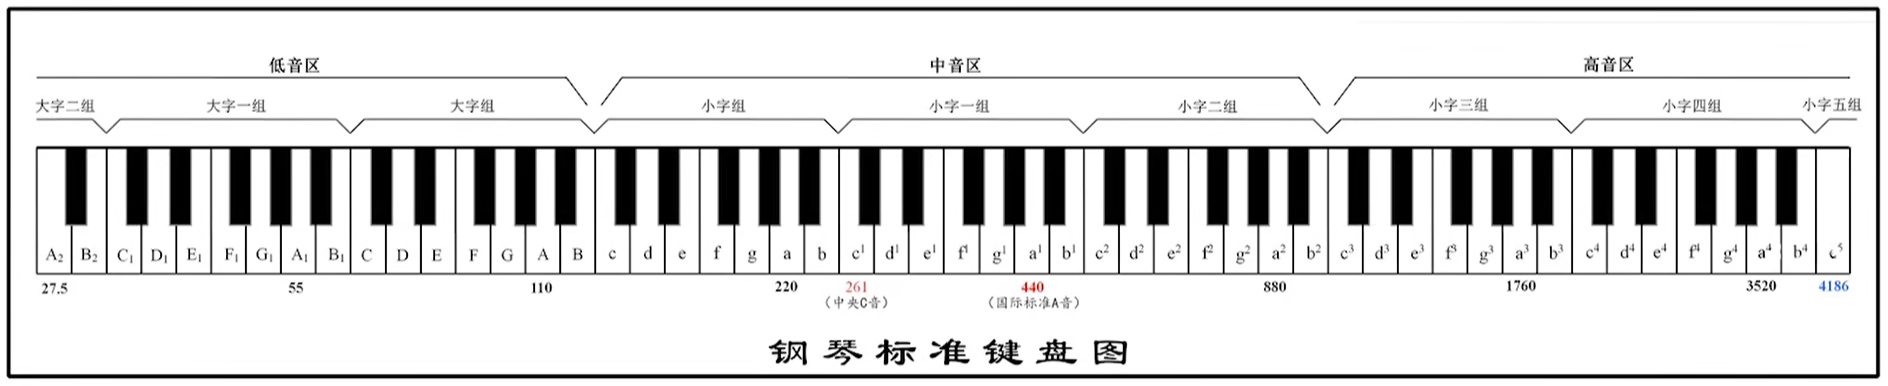 低音区 中音区 高音区
大字二组 大字一组 大字组 小字组 小字一组 小字二组 小字三组 小字四组 小字五组
A₂ B₂ C₁ D₁ E₁ F₁ G₁ A₁ B₁ C D E F G A B c d e f g a b c¹ d¹ e¹ f¹ g¹ a¹ b¹ c² d² e² f² g² a² b² c³ d³ e³ f³ g³ a³ b³ c⁴ d⁴ e⁴ f⁴ g⁴ a⁴ b⁴ c⁵
27.5 55 110 220 261 440 880 1760 3520 4186
(中央C音) (国际标准A音)
钢琴标准键盘图